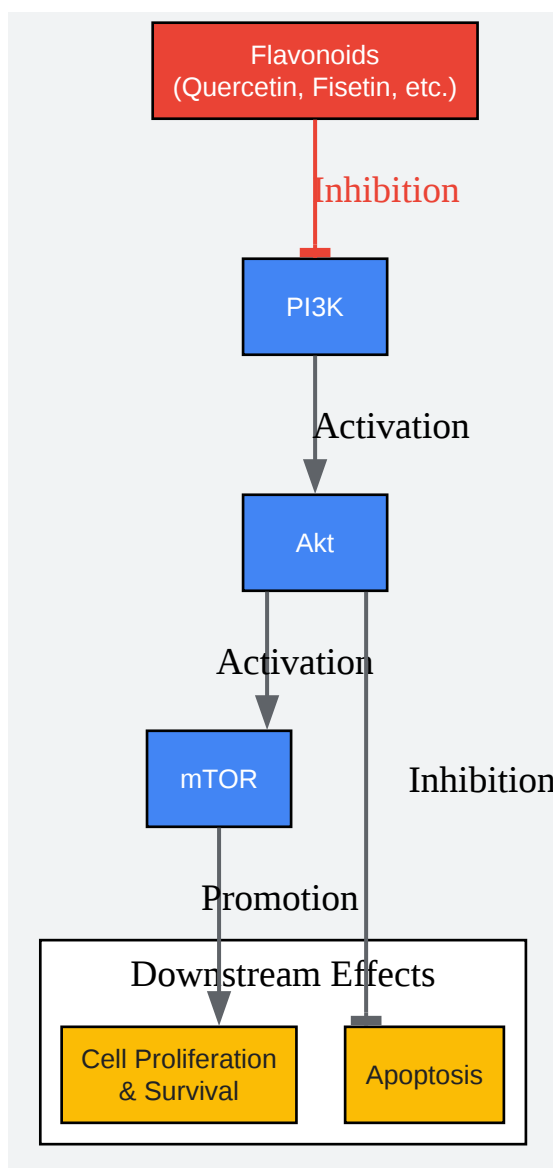 Flavonoids
(Quercetin, Fisetin, etc.)
Inhibition
PI3K
Activation
Akt
Activation
mTOR
Inhibition
Promotion
Downstream Effects
Cell Proliferation
& Survival
Apoptosis